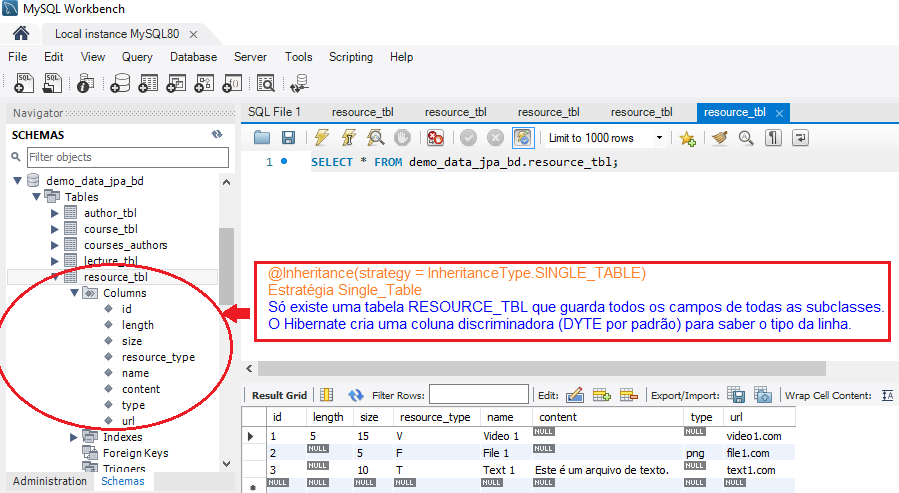 MySQL Workbench
Local instance MySQL80
File Edit View Query Database Server Tools Scripting Help
Navigator
SCHEMAS
Filter objects
demo_data_jpa_bd
Tables
author_tbl
course_tbl
courses_authors
lecture_tbl
resource_tbl
Columns
id
length
size
resource_type
name
content
type
url
Indexes
Foreign Keys
Triggers
Administration Schemas
SQL File 1 resource_tbl resource_tbl resource_tbl resource_tbl resource_tbl
Limit to 1000 rows
1 SELECT * FROM demo_data_jpa_bd.resource_tbl;
@Inheritance(strategy = InheritanceType.SINGLE_TABLE)
Estratégia Single_Table
Só existe uma tabela RESOURCE_TBL que guarda todos os campos de todas as subclasses.
O Hibernate cria uma coluna discriminadora (DYTE por padrão) para saber o tipo da linha.
Result Grid Filter Rows: Edit: Export/Import: Wrap Cell Content:
id length size resource_type name content type url
1 5 15 V Video 1 NULL NULL video1.com
2 NULL 5 F File 1 NULL png file1.com
3 NULL 10 T Text 1 Este é um arquivo de texto. NULL text1.com
NULL NULL NULL NULL NULL NULL NULL NULL